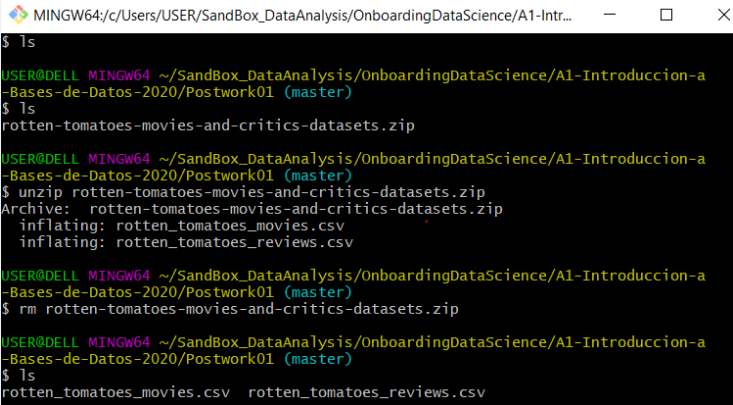 MINGW64:/c/Users/USER/SandBox_DataAnalysis/OnboardingDataScience/A1-Intr...
$ ls
USER@DELL MINGW64 ~/SandBox_DataAnalysis/OnboardingDataScience/A1-Introduccion-a
-Bases-de-Datos-2020/Postwork01 (master)
$ ls
rotten-tomatoes-movies-and-critics-datasets.zip
USER@DELL MINGW64 ~/SandBox_DataAnalysis/OnboardingDataScience/A1-Introduccion-a
-Bases-de-Datos-2020/Postwork01 (master)
$ unzip rotten-tomatoes-movies-and-critics-datasets.zip
Archive:  rotten-tomatoes-movies-and-critics-datasets.zip
  inflating: rotten_tomatoes_movies.csv
  inflating: rotten_tomatoes_reviews.csv
USER@DELL MINGW64 ~/SandBox_DataAnalysis/OnboardingDataScience/A1-Introduccion-a
-Bases-de-Datos-2020/Postwork01 (master)
$ rm rotten-tomatoes-movies-and-critics-datasets.zip
USER@DELL MINGW64 ~/SandBox_DataAnalysis/OnboardingDataScience/A1-Introduccion-a
-Bases-de-Datos-2020/Postwork01 (master)
$ ls
rotten_tomatoes_movies.csv  rotten_tomatoes_reviews.csv